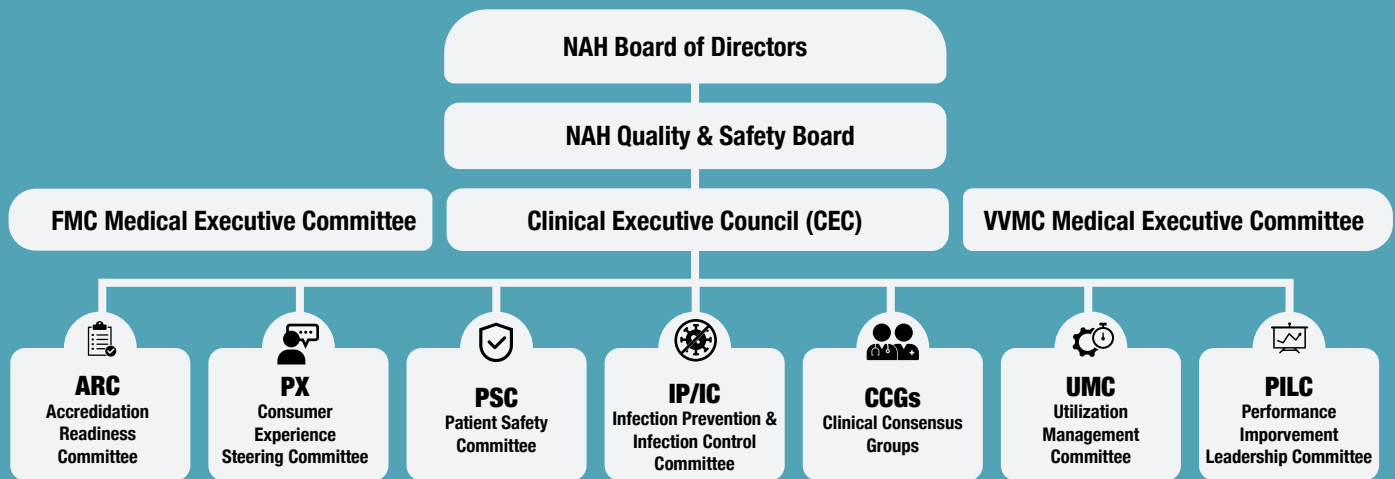 NAH Board of Directors
NAH Quality & Safety Board
FMC Medical Executive Committee
Clinical Executive Council (CEC)
VVMC Medical Executive Committee
ARC
Accredidation
Readiness
Committee
PX
Consumer
Experience
Steering Committee
PSC
Patient Safety
Committee
IP/IC
Infection Prevention &
Infection Control
Committee
CCGs
Clinical Consensus
Groups
UMC
Utilization
Management
Committee
PILC
Performance
Imporvement
Leadership Committee